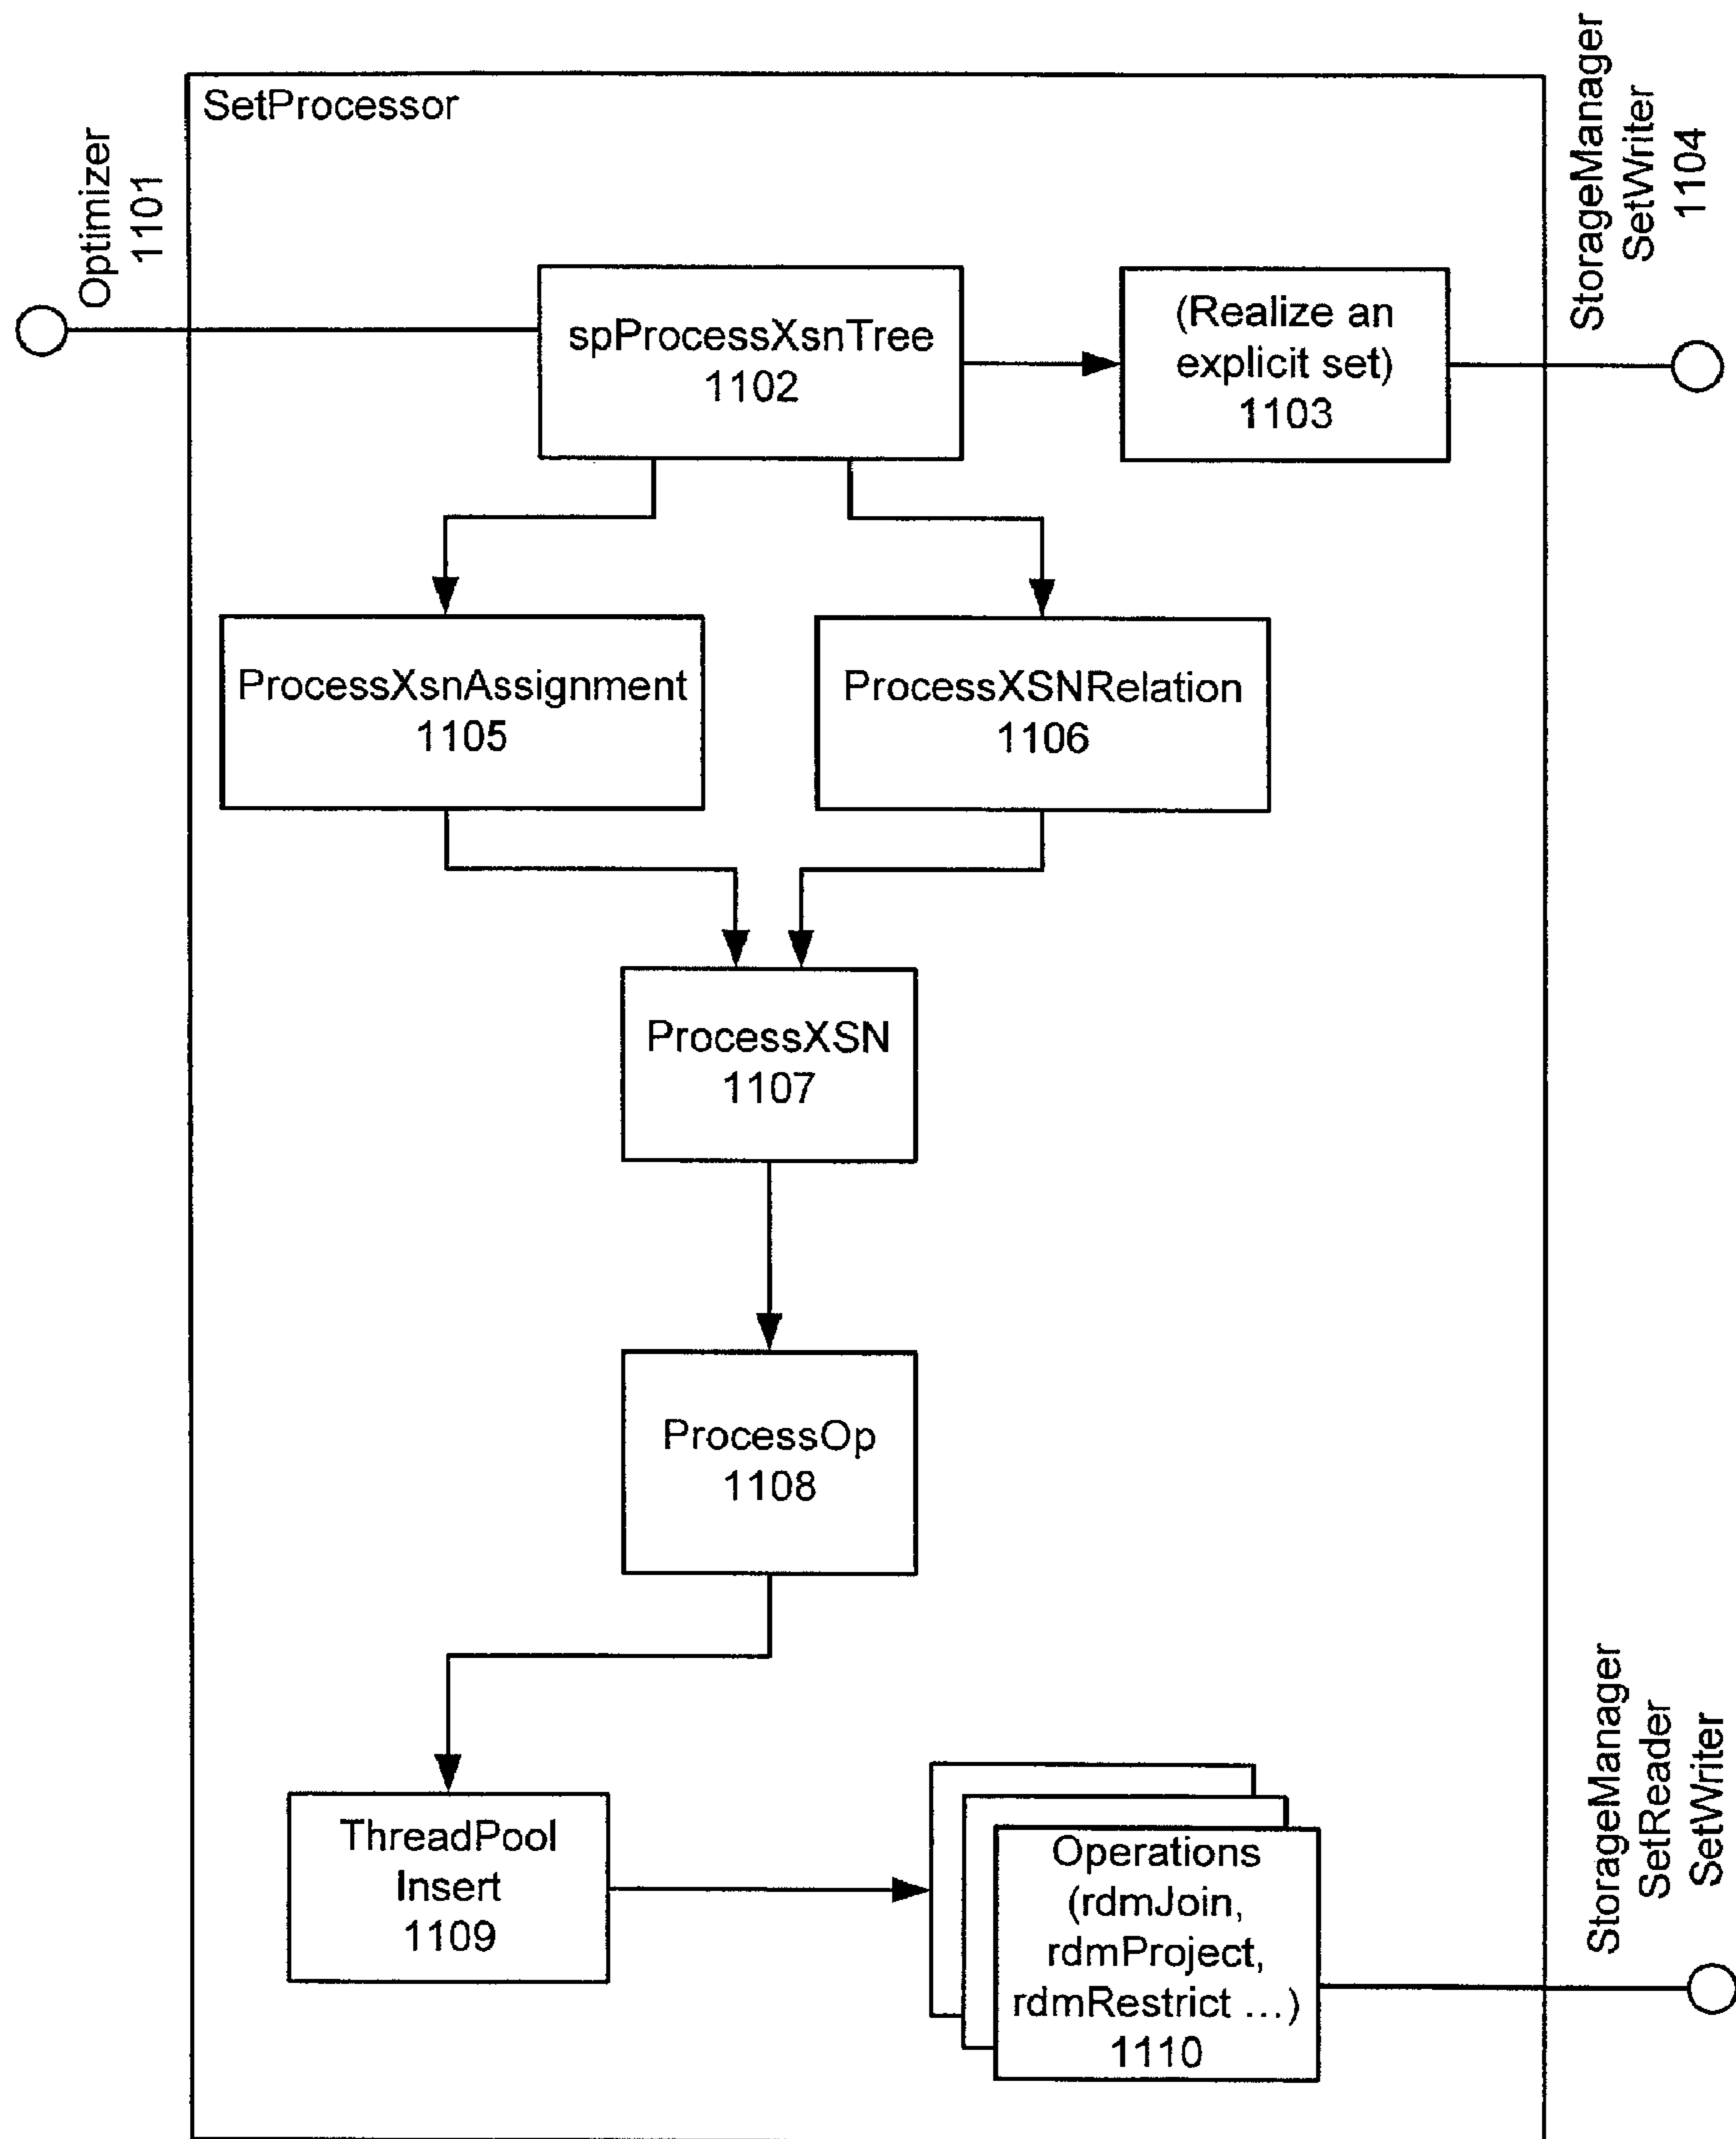 SetProcessor
Optimizer
1101
StorageManager
SetWriter
1104
spProcessXsnTree
1102
(Realize an
explicit set)
1103
ProcessXsnAssignment
1105
ProcessXSNRelation
1106
ProcessXSN
1107
ProcessOp
1108
ThreadPool
Insert
1109
Operations
(rdmJoin,
rdmProject,
rdmRestrict ...)
1110
StorageManager
SetReader
SetWriter